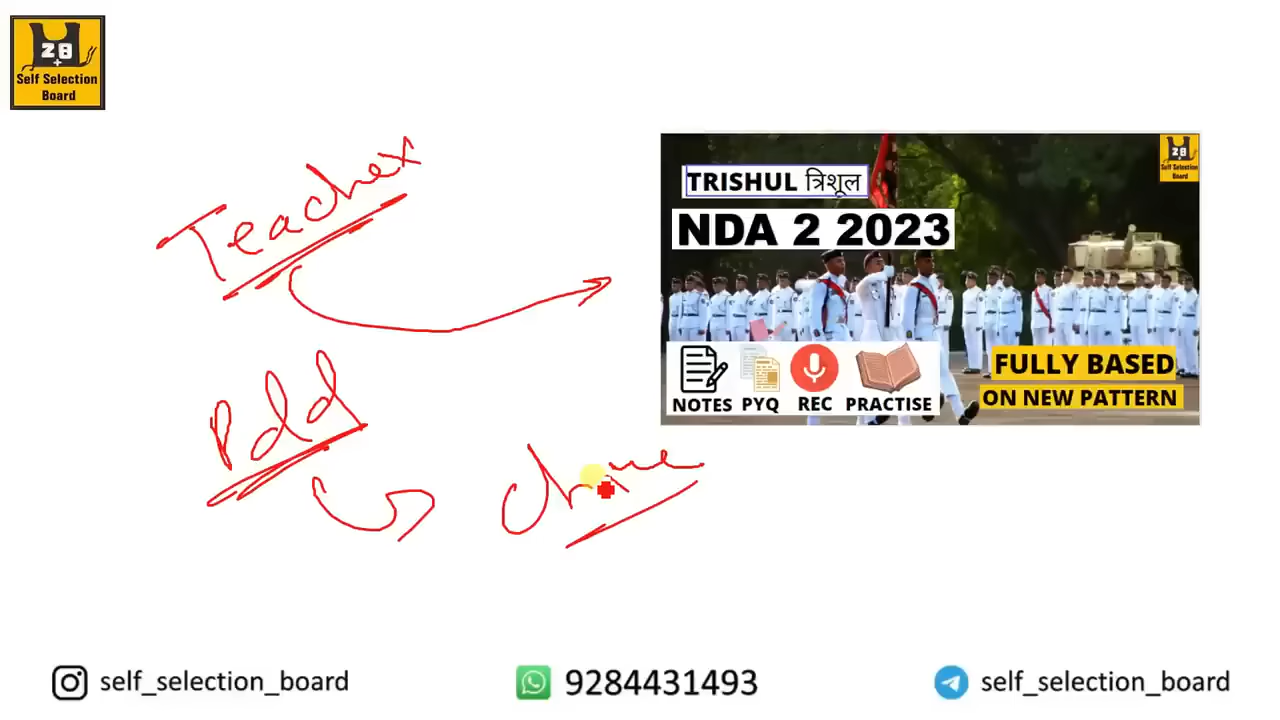 28
+
Self Selection
Board
Teacher
TRISHUL त्रिशूल
28
+
Self Selection
Board
NDA 2 2023
NOTES PYQ REC PRACTISE
FULLY BASED
ON NEW PATTERN
self_selection_board
9284431493
self_selection_board